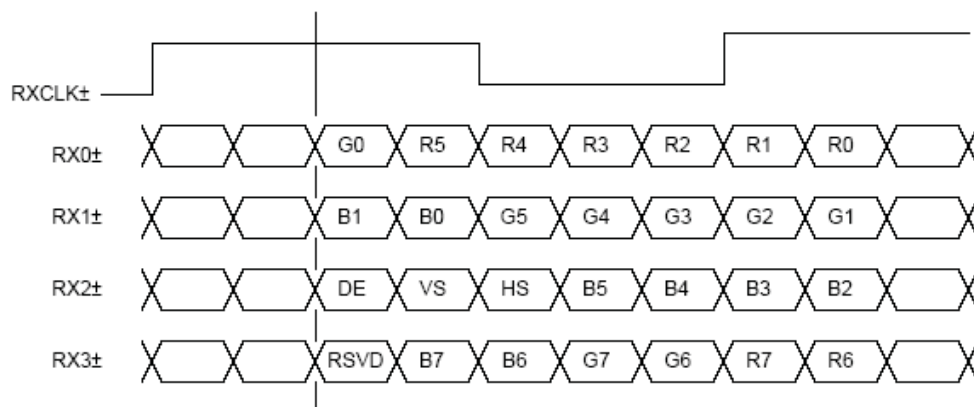 RXCLK±
RX0± G0 R5 R4 R3 R2 R1 R0
RX1± B1 B0 G5 G4 G3 G2 G1
RX2± DE VS HS B5 B4 B3 B2
RX3± RSVD B7 B6 G7 G6 R7 R6